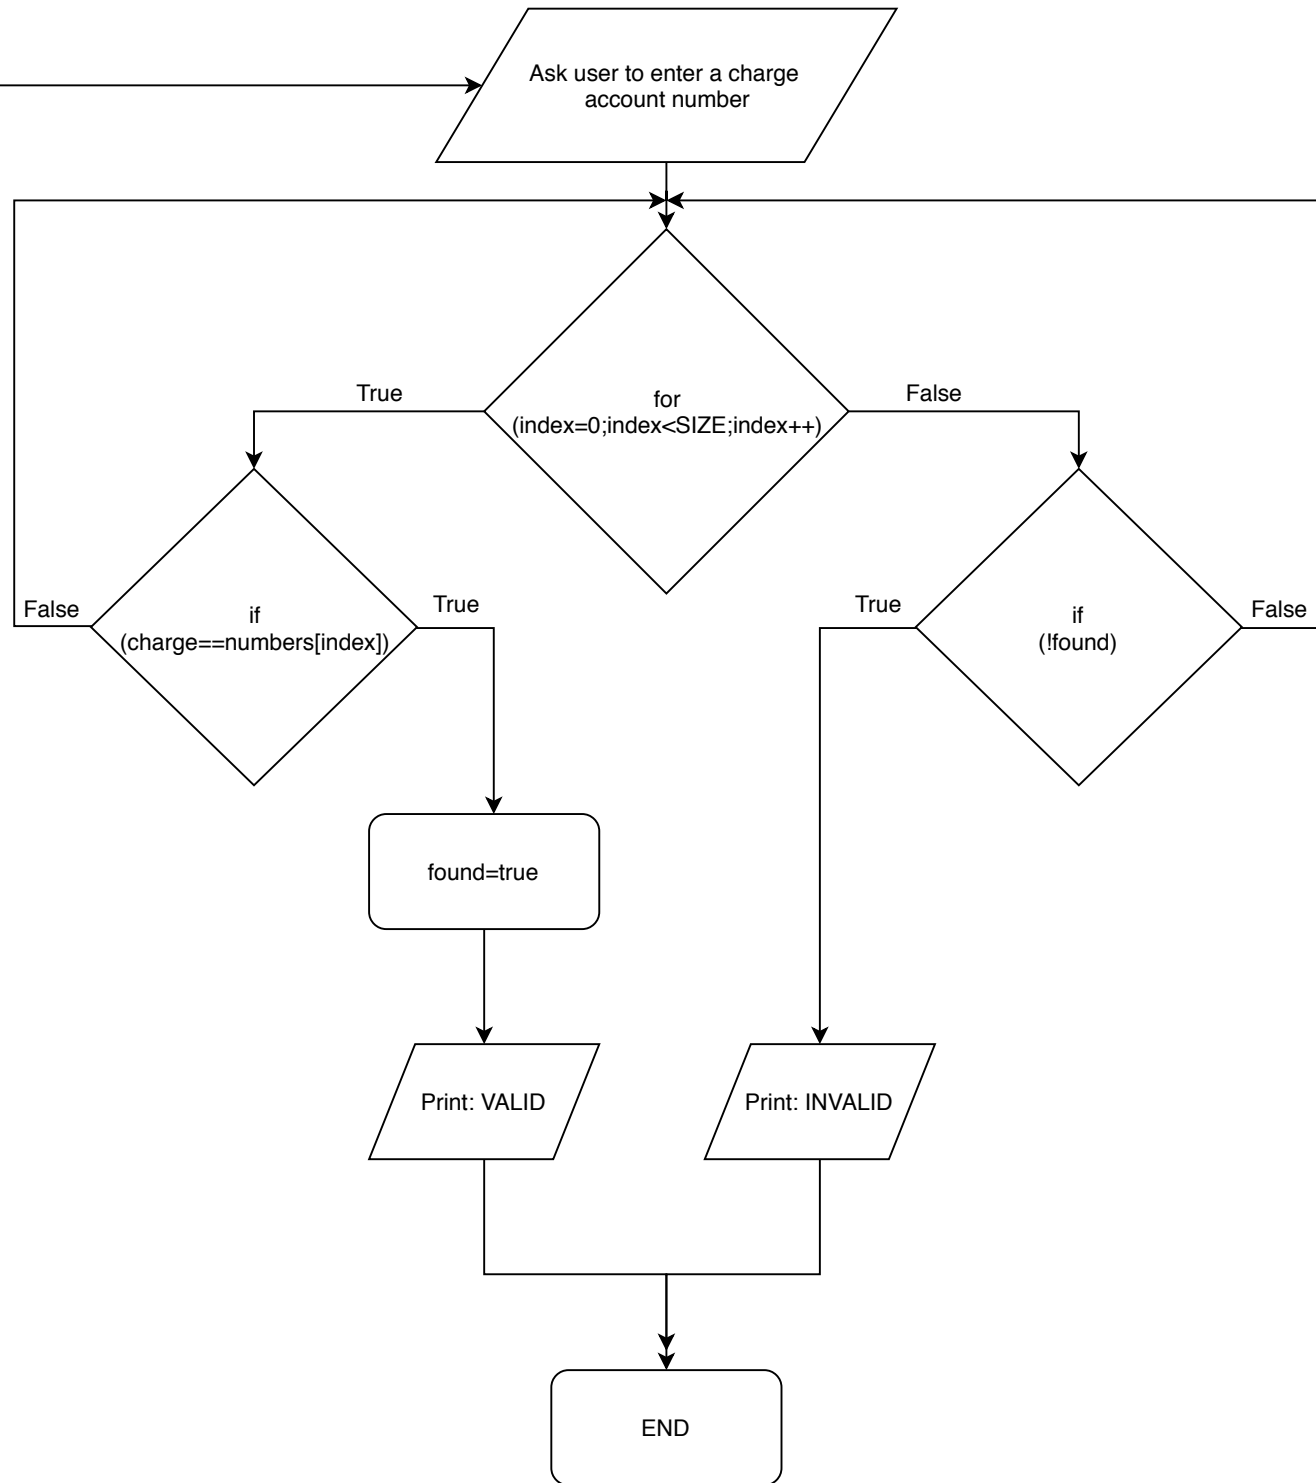 Ask user to enter a charge
account number
for
(index=0;index<SIZE;index++)
True
False
if
(charge==numbers[index])
False
True
if
(!found)
True
False
found=true
Print: VALID
Print: INVALID
END